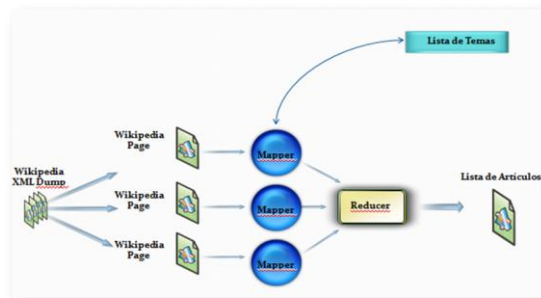 Lista de Temas
Wikipedia
Page
Mapper
Wikipedia
XML Dump
Wikipedia
Page
Mapper
Reducer
Lista de Artículos
Wikipedia
Page
Mapper